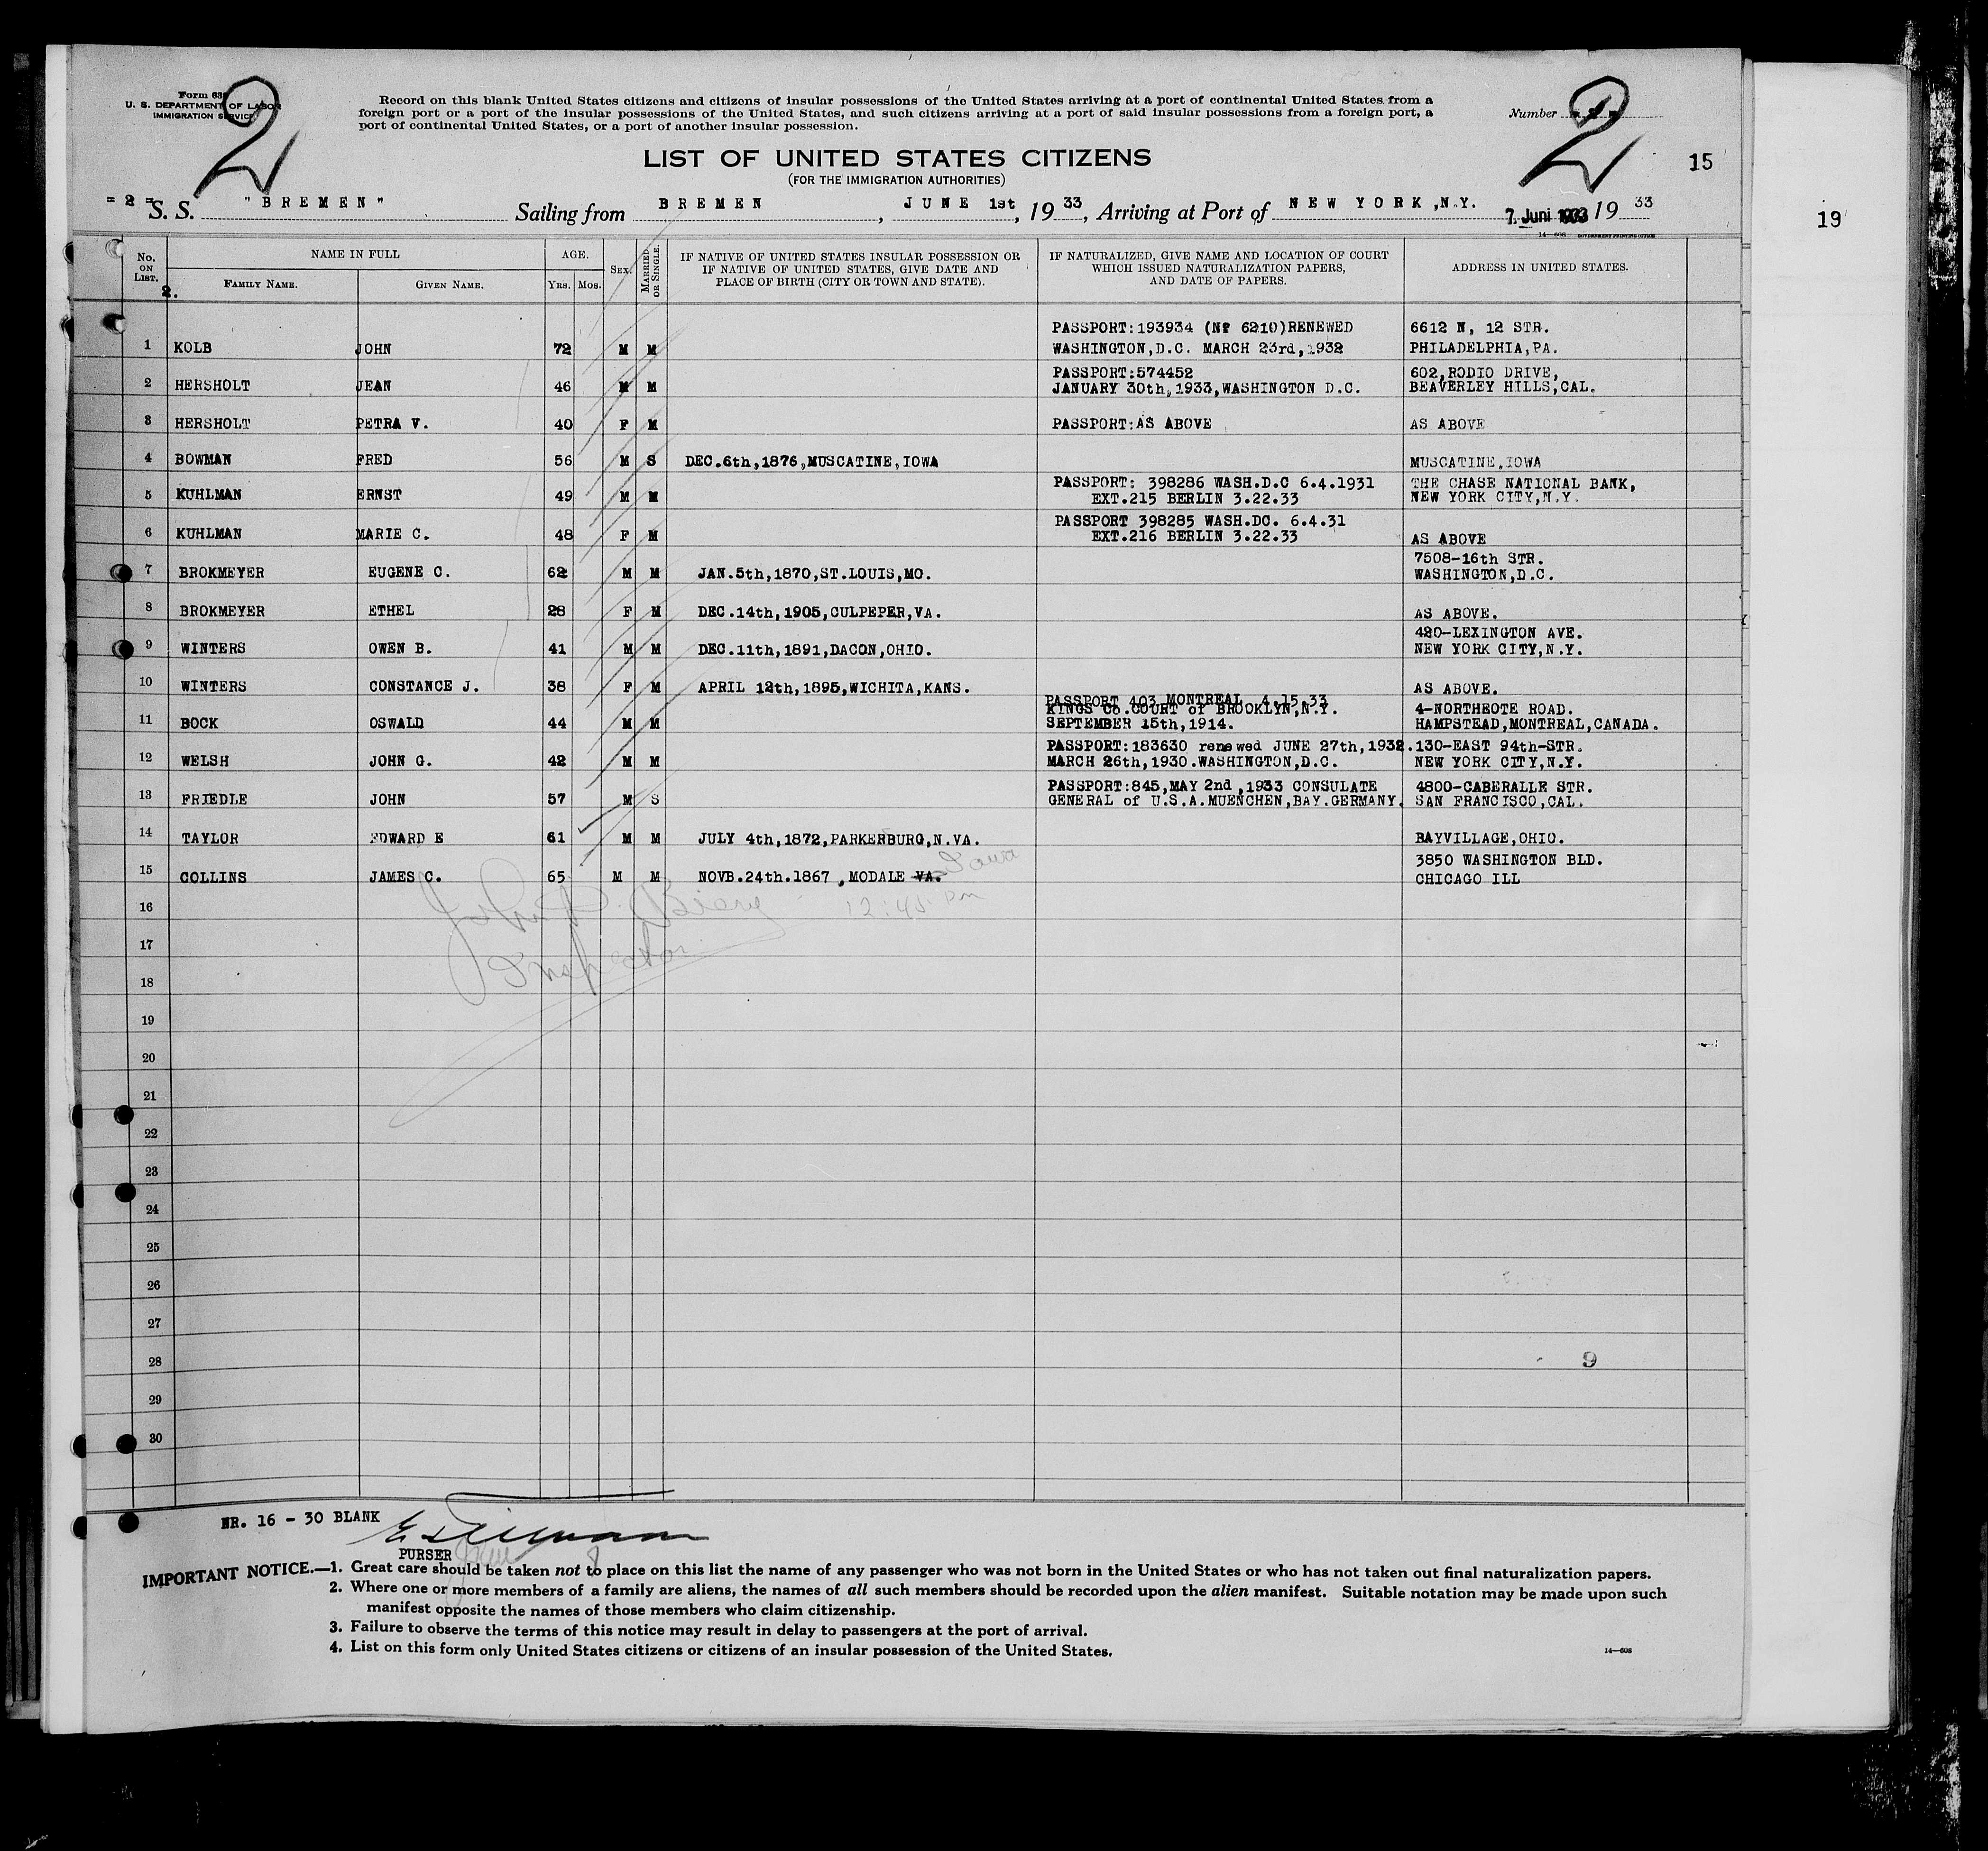 Form 63
U. S. DEPARTMENT OF LABOR
IMMIGRATION SERVICE
2
Record on this blank United States citizens and citizens of insular possessions of the United States arriving at a port of continental United States from a
foreign port or a port of the insular possessions of the United States, and such citizens arriving at a port of said insular possessions from a foreign port, a
port of continental United States, or a port of another insular possession.
Number
2
15
19
LIST OF UNITED STATES CITIZENS
(FOR THE IMMIGRATION AUTHORITIES)
= 2 = S. S. "BREMEN" Sailing from BREMEN, JUNE 1st, 19 33, Arriving at Port of NEW YORK, N.Y. 7. Juni 1933 19 33
14—608 GOVERNMENT PRINTING OFFICE
No. ON LIST. NAME IN FULL AGE. SEX. MARRIED OR SINGLE. IF NATIVE OF UNITED STATES INSULAR POSSESSION OR IF NATIVE OF UNITED STATES, GIVE DATE AND PLACE OF BIRTH (CITY OR TOWN AND STATE). IF NATURALIZED, GIVE NAME AND LOCATION OF COURT WHICH ISSUED NATURALIZATION PAPERS, AND DATE OF PAPERS. ADDRESS IN UNITED STATES.
2. FAMILY NAME. GIVEN NAME. YRS. MOS.
PASSPORT:193934 (Nº 6210)RENEWED 6612 N, 12 STR.
1 KOLB JOHN 72 M M WASHINGTON,D.C. MARCH 23rd,1932 PHILADELPHIA,PA.
PASSPORT:574452 602,RODIO DRIVE,
2 HERSHOLT JEAN 46 M M JANUARY 30th,1933,WASHINGTON D.C. BEAVERLEY HILLS,CAL.
3 HERSHOLT PETRA V. 40 F M PASSPORT:AS ABOVE AS ABOVE
4 BOWMAN FRED 56 M S DEC.6th,1876,MUSCATINE,IOWA MUSCATINE,IOWA
PASSPORT: 398286 WASH.D.C 6.4.1931 THE CHASE NATIONAL BANK,
5 KUHLMAN ERNST 49 M M EXT.215 BERLIN 3.22.33 NEW YORK CITY,N.Y.
PASSPORT 398285 WASH.DC. 6.4.31
6 KUHLMAN MARIE C. 48 F M EXT.216 BERLIN 3.22.33 AS ABOVE
7508-16th STR.
7 BROKMEYER EUGENE C. 62 M M JAN.5th,1870,ST.LOUIS,MO. WASHINGTON,D.C.
8 BROKMEYER ETHEL 28 F M DEC.14th,1905,CULPEPER,VA. AS ABOVE.
420-LEXINGTON AVE.
9 WINTERS OWEN B. 41 M M DEC.11th,1891,DACON,OHIO. NEW YORK CITY,N.Y.
10 WINTERS CONSTANCE J. 38 F M APRIL 12th,1895,WICHITA,KANS. AS ABOVE.
PASSPORT 403 MONTREAL 4.15.33
KINGS Co.COURT of BROOKLYN,N.Y. 4-NORTHEOTE ROAD.
11 BOCK OSWALD 44 M M SEPTEMBER 15th,1914. HAMPSTEAD,MONTREAL,CANADA.
PASSPORT:183630 renewed JUNE 27th,1932. 130-EAST 94th-STR.
12 WELSH JOHN G. 42 M M MARCH 26th,1930.WASHINGTON,D.C. NEW YORK CITY,N.Y.
PASSPORT:845,MAY 2nd,1933 CONSULATE 4800-CABERALLE STR.
13 FRIEDLE JOHN 57 M S GENERAL of U.S.A.MUENCHEN,BAY.GERMANY. SAN FRANCISCO,CAL.
14 TAYLOR EDWARD E 61 M M JULY 4th,1872,PARKERBURG,N.VA. BAYVILLAGE,OHIO.
Iowa 3850 WASHINGTON BLD.
15 COLLINS JAMES C. 65 M M NOVB.24th.1867 ,MODALE VA. CHICAGO ILL
16 12:45 pm
17
Inspector
18
19
20
21
22
23
24
25
26
27
28 9
29
30
NR. 16 - 30 BLANK
PURSER
IMPORTANT NOTICE.—1. Great care should be taken not to place on this list the name of any passenger who was not born in the United States or who has not taken out final naturalization papers.
2. Where one or more members of a family are aliens, the names of all such members should be recorded upon the alien manifest. Suitable notation may be made upon such
manifest opposite the names of those members who claim citizenship.
3. Failure to observe the terms of this notice may result in delay to passengers at the port of arrival.
4. List on this form only United States citizens or citizens of an insular possession of the United States.
14—608